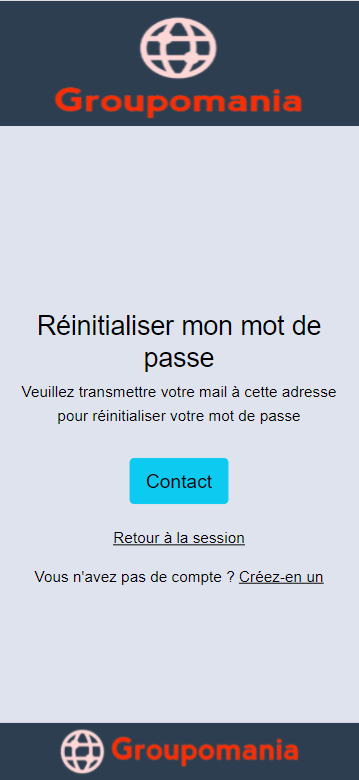 Groupomania
Réinitialiser mon mot de
passe
Veuillez transmettre votre mail à cette adresse
pour réinitialiser votre mot de passe
Contact
Retour à la session
Vous n'avez pas de compte ? Créez-en un
Groupomania